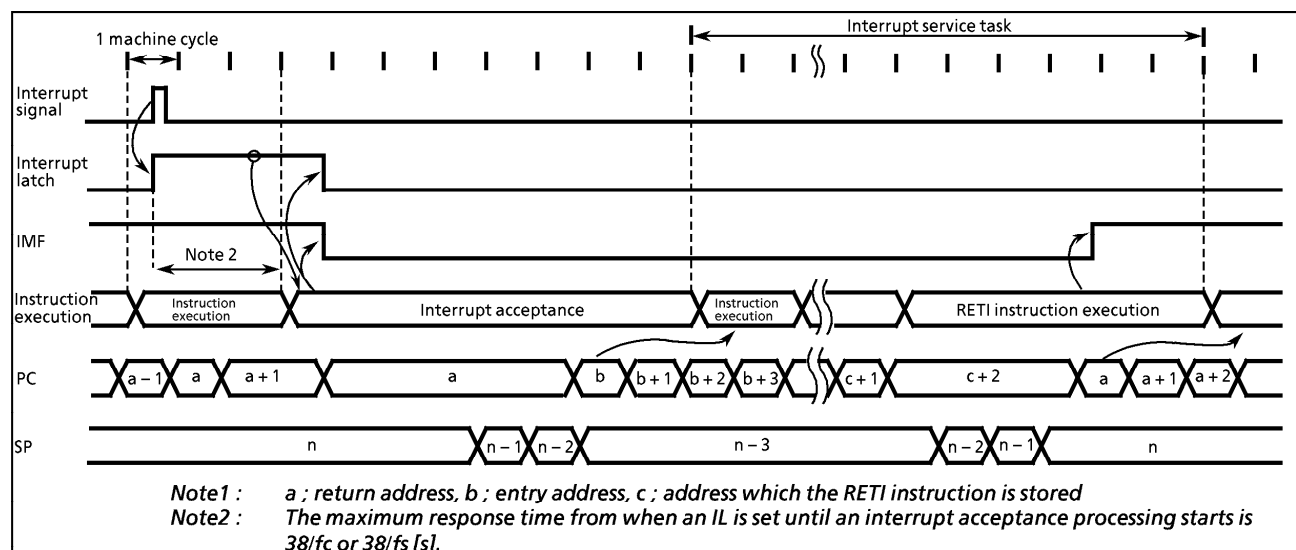 Interrupt service task
1 machine cycle
Interrupt
signal
Interrupt
latch
IMF
Note 2
Instruction
execution
Instruction
execution
Interrupt acceptance
Instruction
execution
RETI instruction execution
PC
a – 1
a
a + 1
a
b
b + 1
b + 2
b + 3
c + 1
c + 2
a
a + 1
a + 2
SP
n
n – 1
n – 2
n – 3
n – 2
n – 1
n
Note1 : a ; return address, b ; entry address, c ; address which the RETI instruction is stored
Note2 : The maximum response time from when an IL is set until an interrupt acceptance processing starts is
38/fc or 38/fs [s].